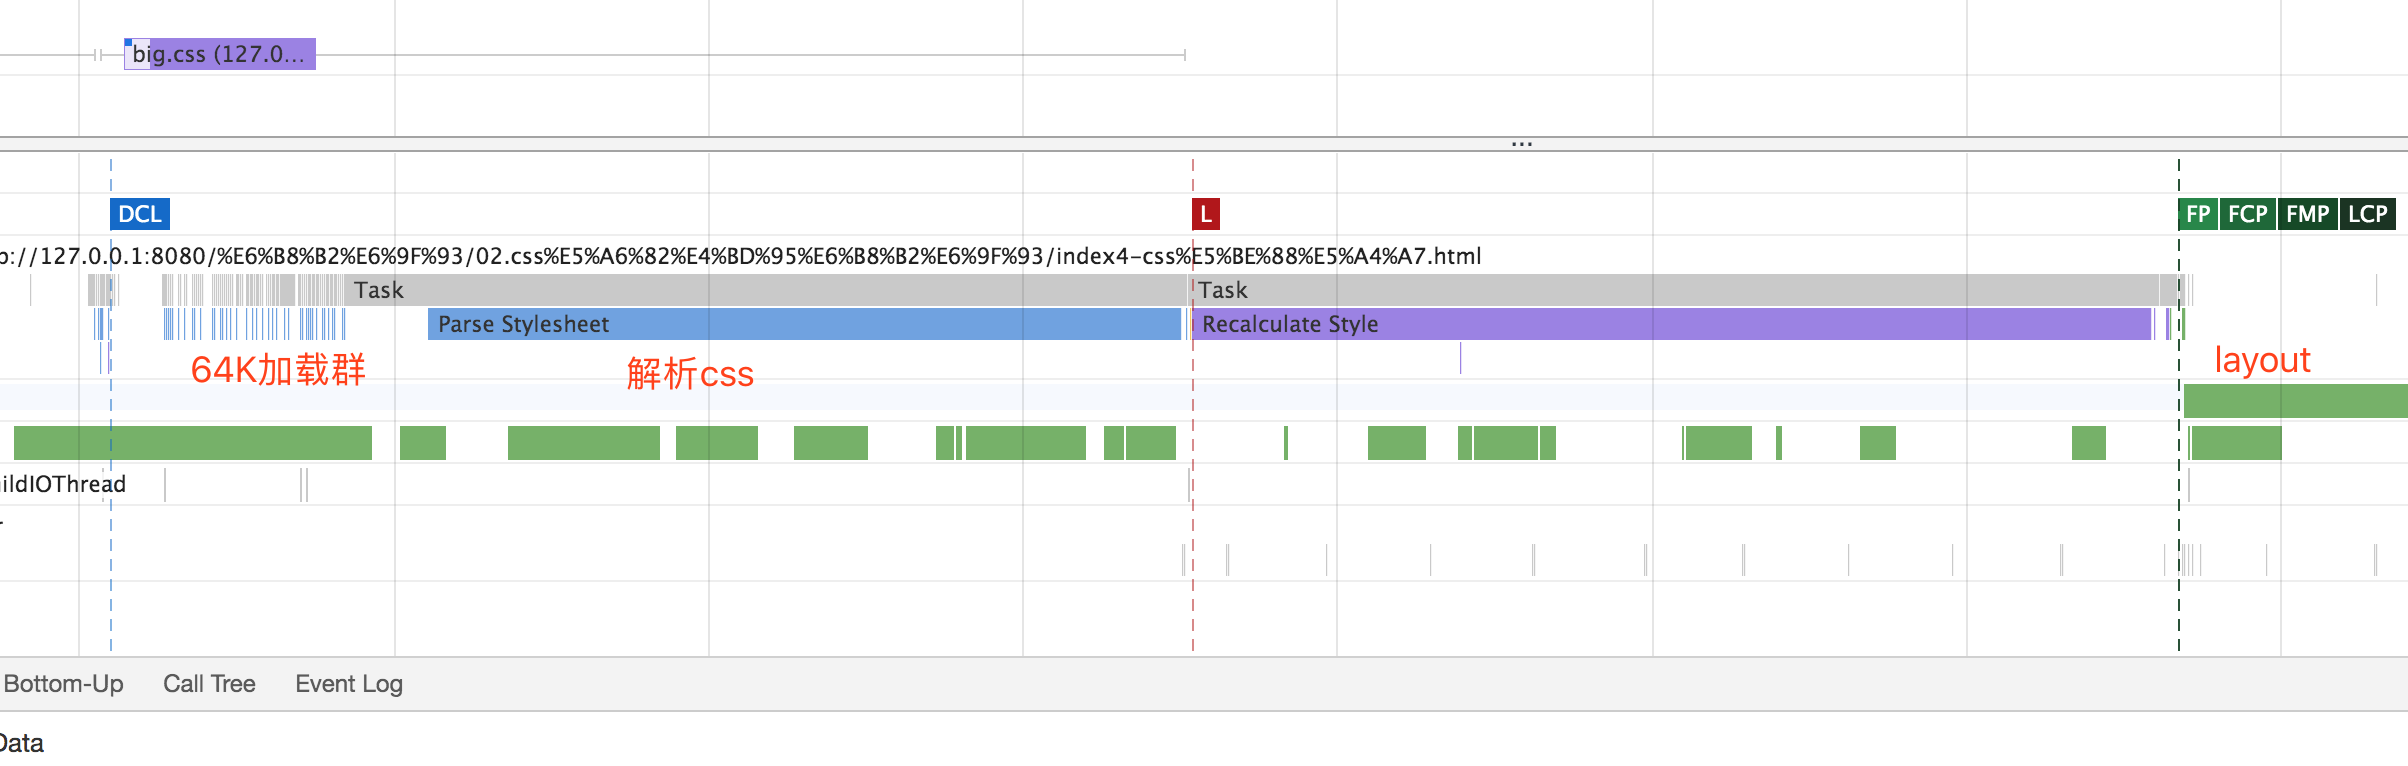 big.css (127.0...
DCL
L
FP FCP FMP LCP
://127.0.0.1:8080/%E6%B8%B2%E6%9F%93/02.css%E5%A6%82%E4%BD%95%E6%B8%B2%E6%9F%93/index4-css%E5%BE%88%E5%A4%A7.html
Task Task
Parse Stylesheet Recalculate Style
64K加载群 解析css layout
ildIOThread
Bottom-Up Call Tree Event Log
Data